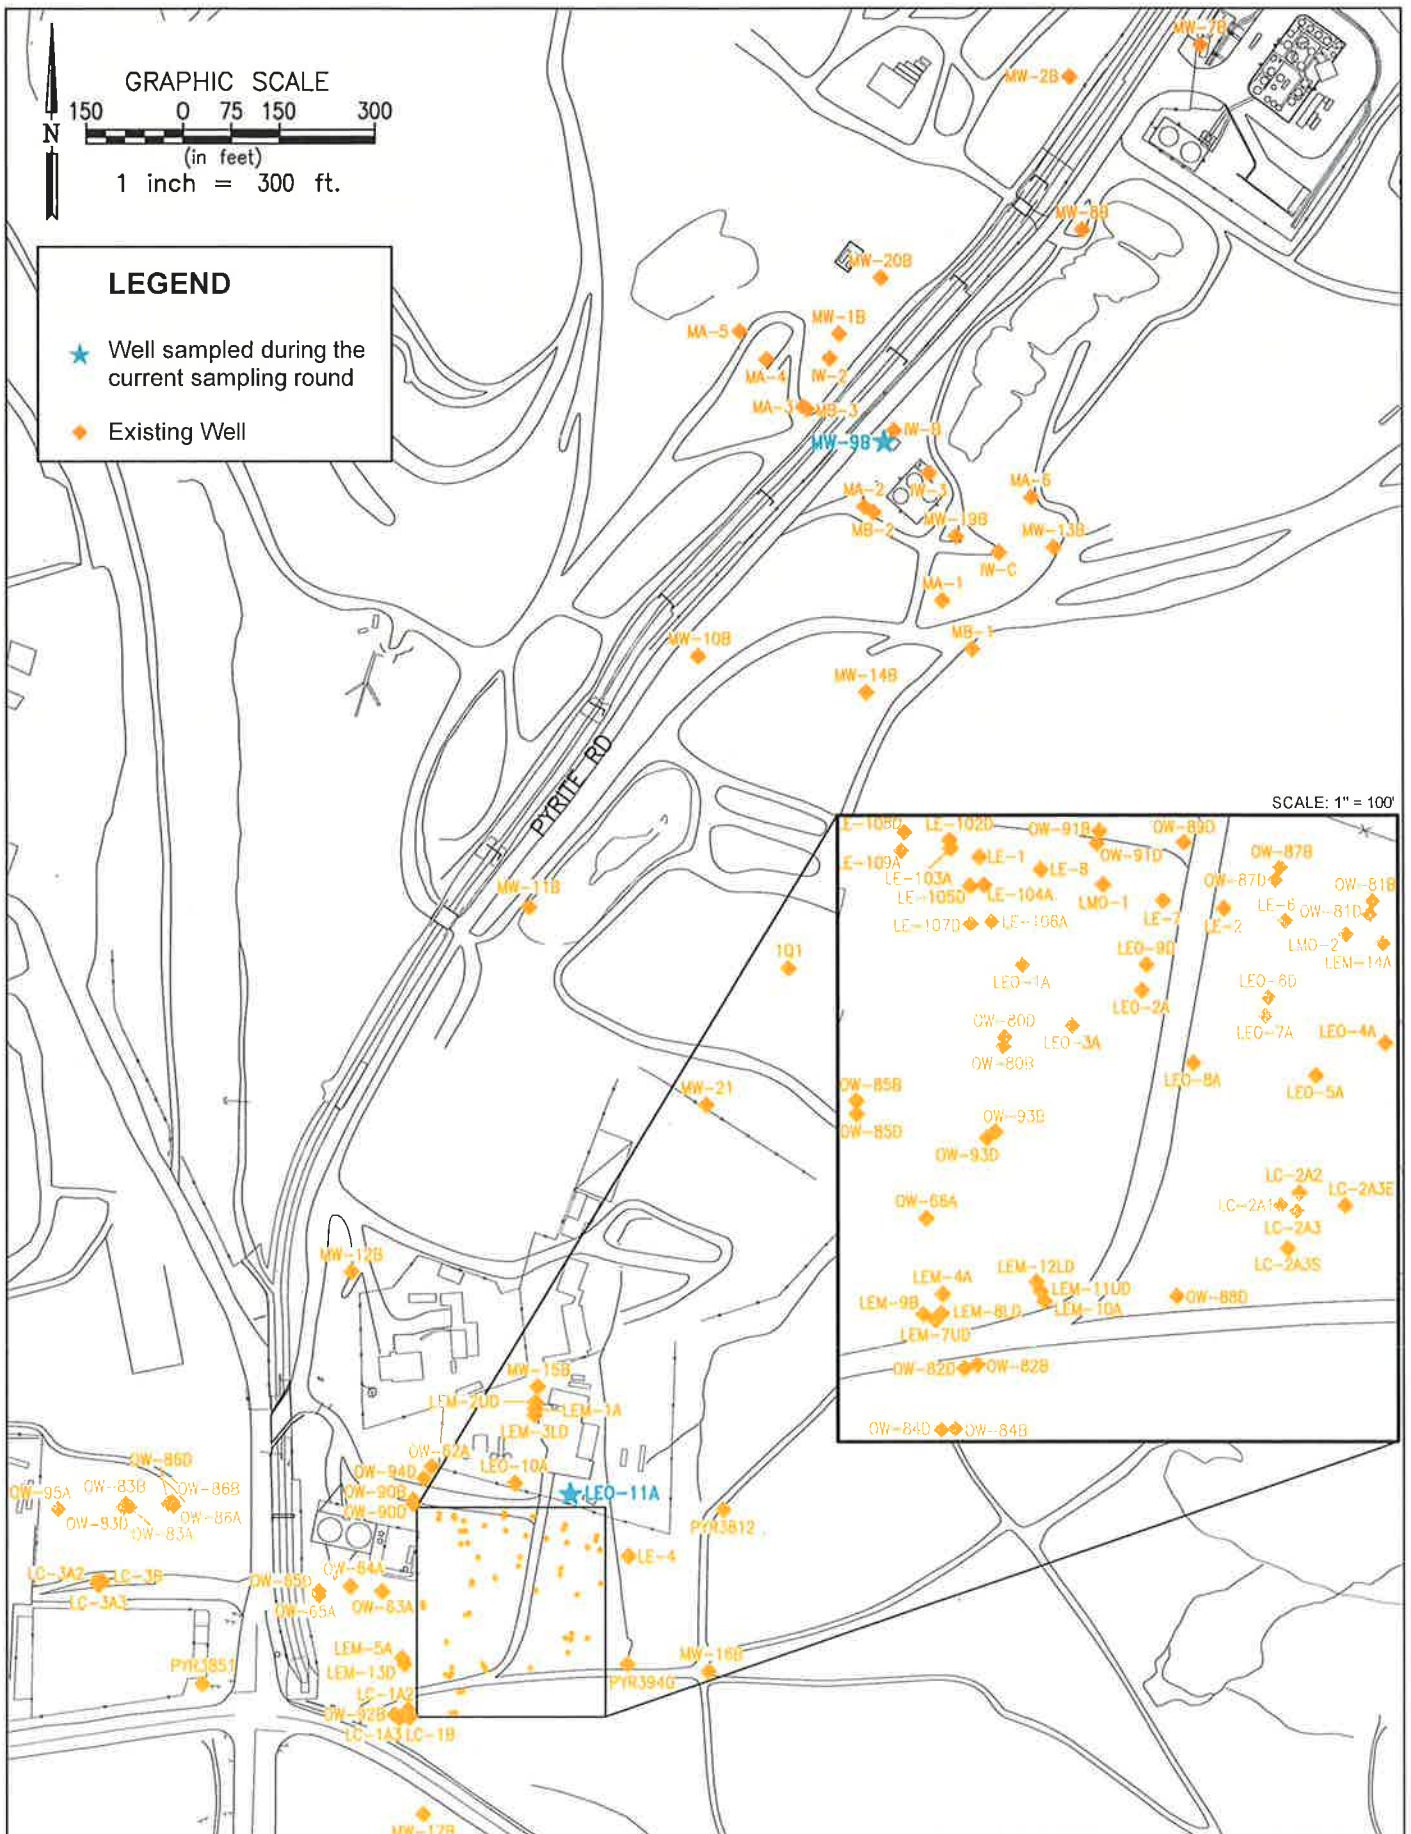 GRAPHIC SCALE
150 0 75 150 300
(in feet)
1 inch = 300 ft.
N
LEGEND
Well sampled during the
current sampling round
Existing Well
MW-7B
MW-2B
MW-8B
MW-20B
MA-5
MW-1B
MA-4
IW-2
MA-3
MB-3
IW-B
MW-9B
IW-3
MA-2
MA-6
MB-2
MW-19B
MW-13B
IW-C
MA-1
MB-1
MW-10B
MW-14B
PYRITE RD
MW-11B
1Q1
MW-21
MW-12B
SCALE: 1" = 100'
LE-102D
OW-91B
OW-89D
LE-1
OW-91D
OW-87B
LE-103A
LE-B
OW-87D
OW-81B
LE-105D
LE-104A
LMO-1
LE-6
OW-81D
LE-2
LE-107D
LE-106A
LMO-2
LEM-14A
LEO-9D
LEO-1A
LEO-2A
LEO-6D
OW-80D
LEO-3A
LEO-7A
LEO-4A
OW-80B
LEO-8A
LEO-5A
OW-85B
OW-85D
OW-93B
OW-93D
LC-2A2
LC-2A3E
OW-66A
LC-2A1
LC-2A3
LC-2A3S
LEM-12LD
LEM-4A
LEM-11UD
OW-88D
LEM-9B
LEM-8LD
LEM-10A
LEM-7UD
OW-82D
OW-82B
OW-84D
OW-84B
MW-15B
LEM-2UD
LEM-1A
LEM-3LD
OW-62A
OW-94D
LEO-10A
OW-90B
LEO-11A
OW-90D
OW-86D
OW-95A
OW-83B
OW-86B
OW-83D
OW-86A
OW-83A
PYR3812
LE-4
OW-64A
LC-3A2
LC-3B
OW-65D
LC-3A3
OW-65A
OW-63A
LEM-5A
LEM-13D
PYR3851
PYR394G
MW-16B
LC-1A2
OW-92B
LC-1A3
LC-1B
MW-17B